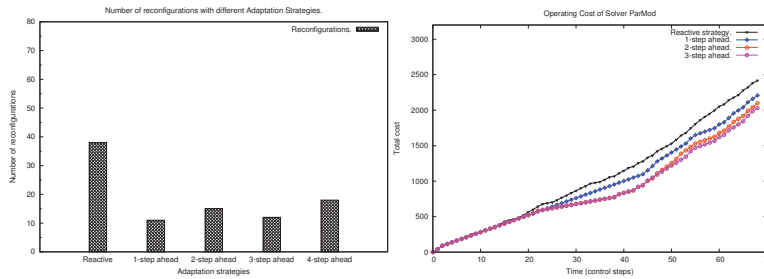 Number of reconfigurations with different Adaptation Strategies.
Reconfigurations.
Number of reconfigurations
80
70
60
50
40
30
20
10
0
Reactive 1-step ahead 2-step ahead 3-step ahead 4-step ahead
Adaptation strategies
Operating Cost of Solver ParMod
Reactive strategy.
1-step ahead.
2-step ahead.
3-step ahead.
Total cost
3000
2500
2000
1500
1000
500
0
0 10 20 30 40 50 60
Time (control steps)